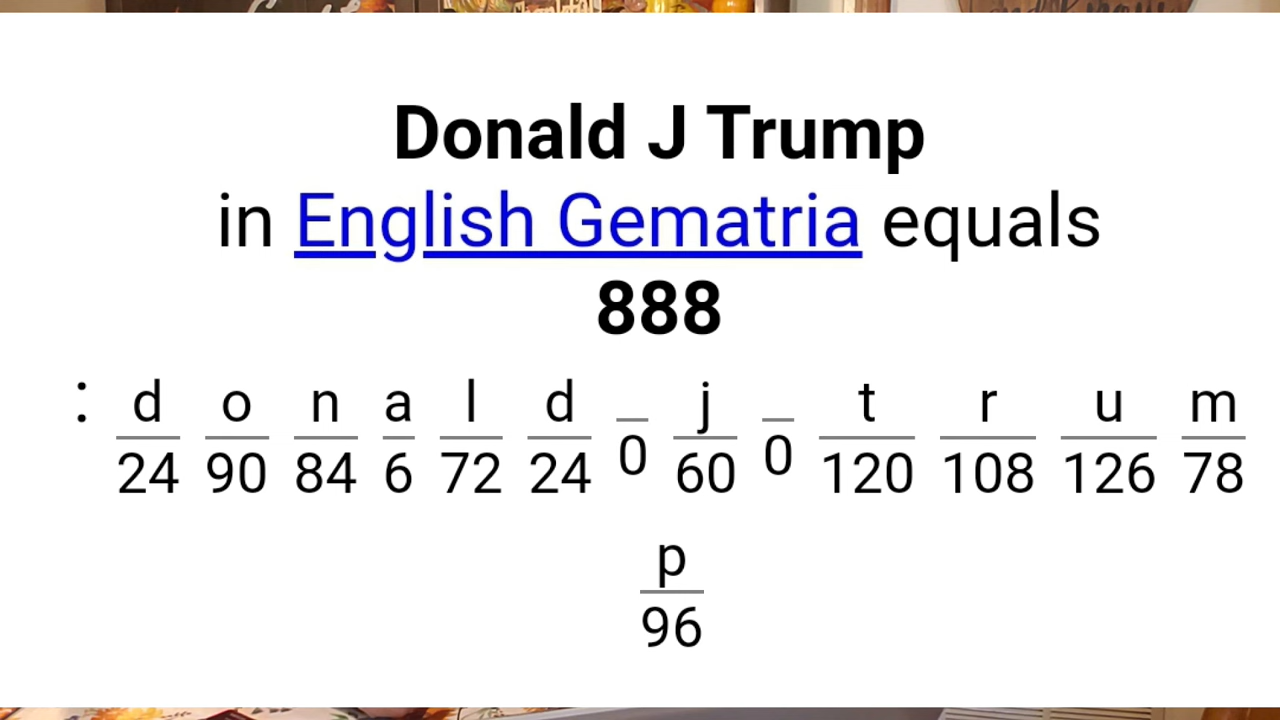 Donald J Trump
in English Gematria equals
888
: d o n a l d _ j _ t r u m
24 90 84 6 72 24 0 60 0 120 108 126 78
p
96